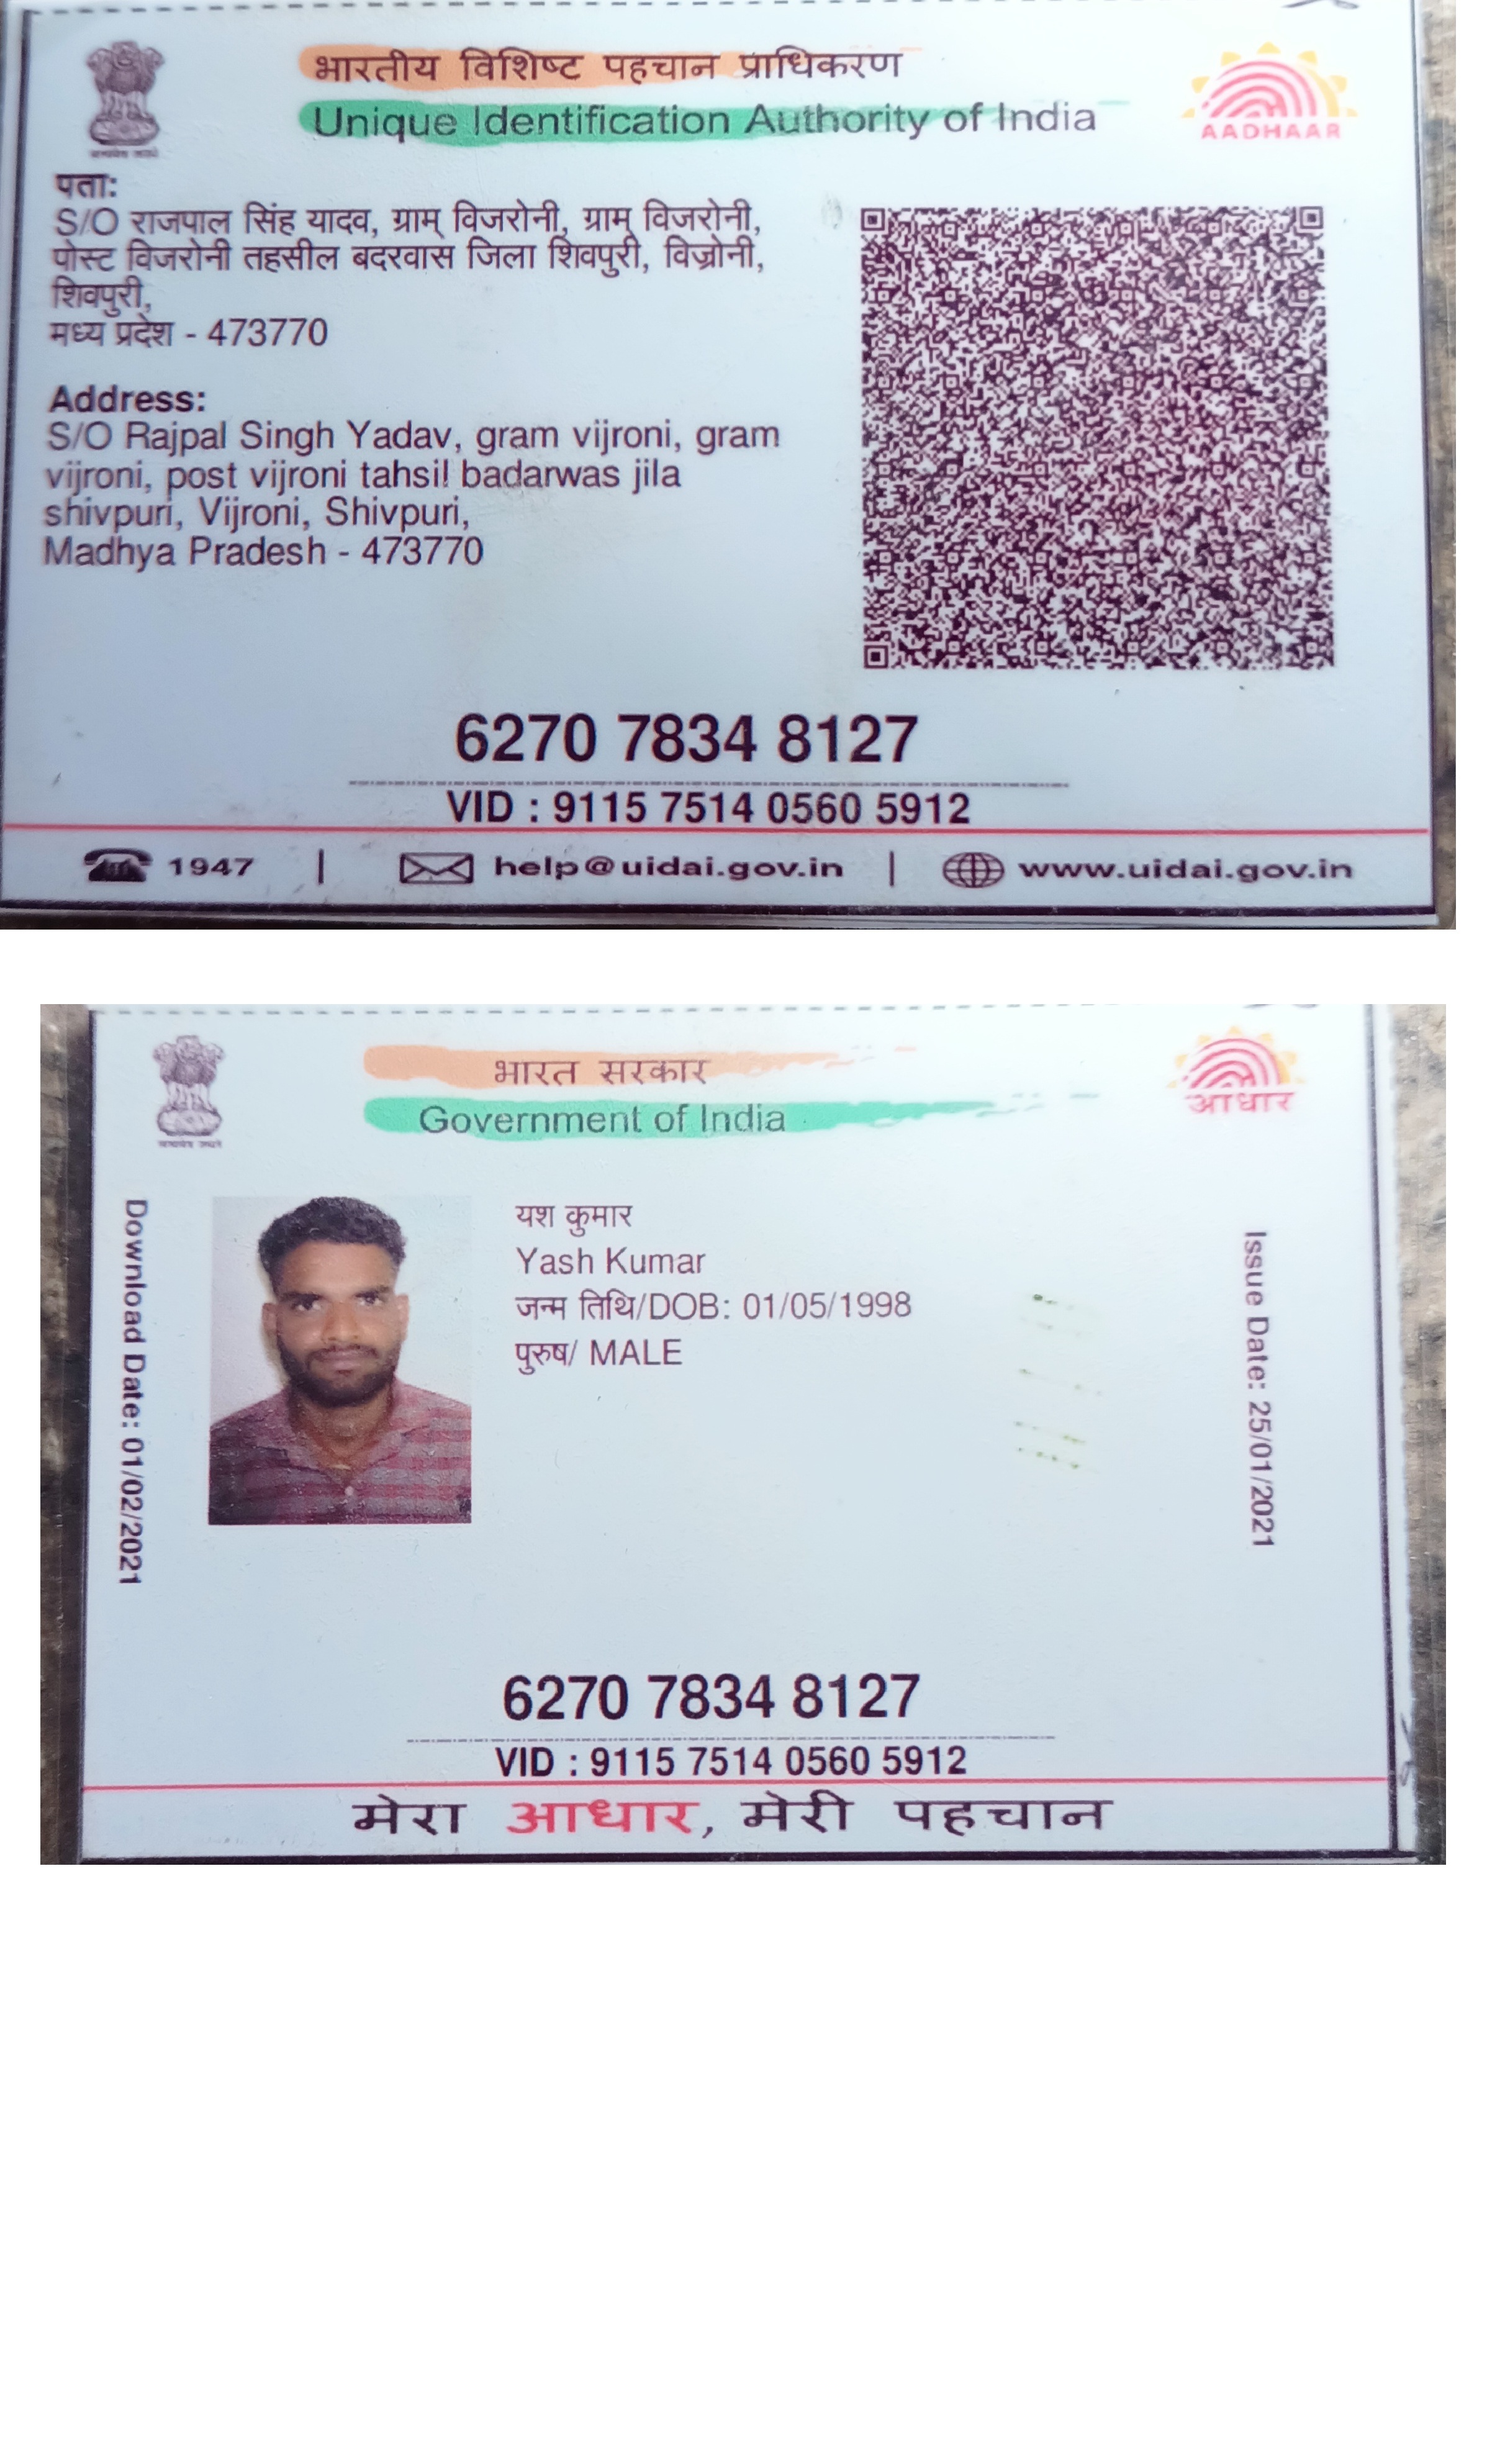 भारतीय विशिष्ट पहचान प्राधिकरण
Unique Identification Authority of India
AADHAAR
पता:
S/O राजपाल सिंह यादव, ग्राम् विजरोनी, ग्राम् विजरोनी,
पोस्ट विजरोनी तहसील बदरवास जिला शिवपुरी, विज्रोनी,
शिवपुरी,
मध्य प्रदेश - 473770
Address:
S/O Rajpal Singh Yadav, gram vijroni, gram
vijroni, post vijroni tahsil badarwas jila
shivpuri, Vijroni, Shivpuri,
Madhya Pradesh - 473770
6270 7834 8127
VID : 9115 7514 0560 5912
1947 | help@uidai.gov.in | www.uidai.gov.in
भारत सरकार
Government of India
आधार
Download Date: 01/02/2021
यश कुमार
Yash Kumar
जन्म तिथि/DOB: 01/05/1998
पुरुष/ MALE
Issue Date: 25/01/2021
6270 7834 8127
VID : 9115 7514 0560 5912
मेरा आधार, मेरी पहचान